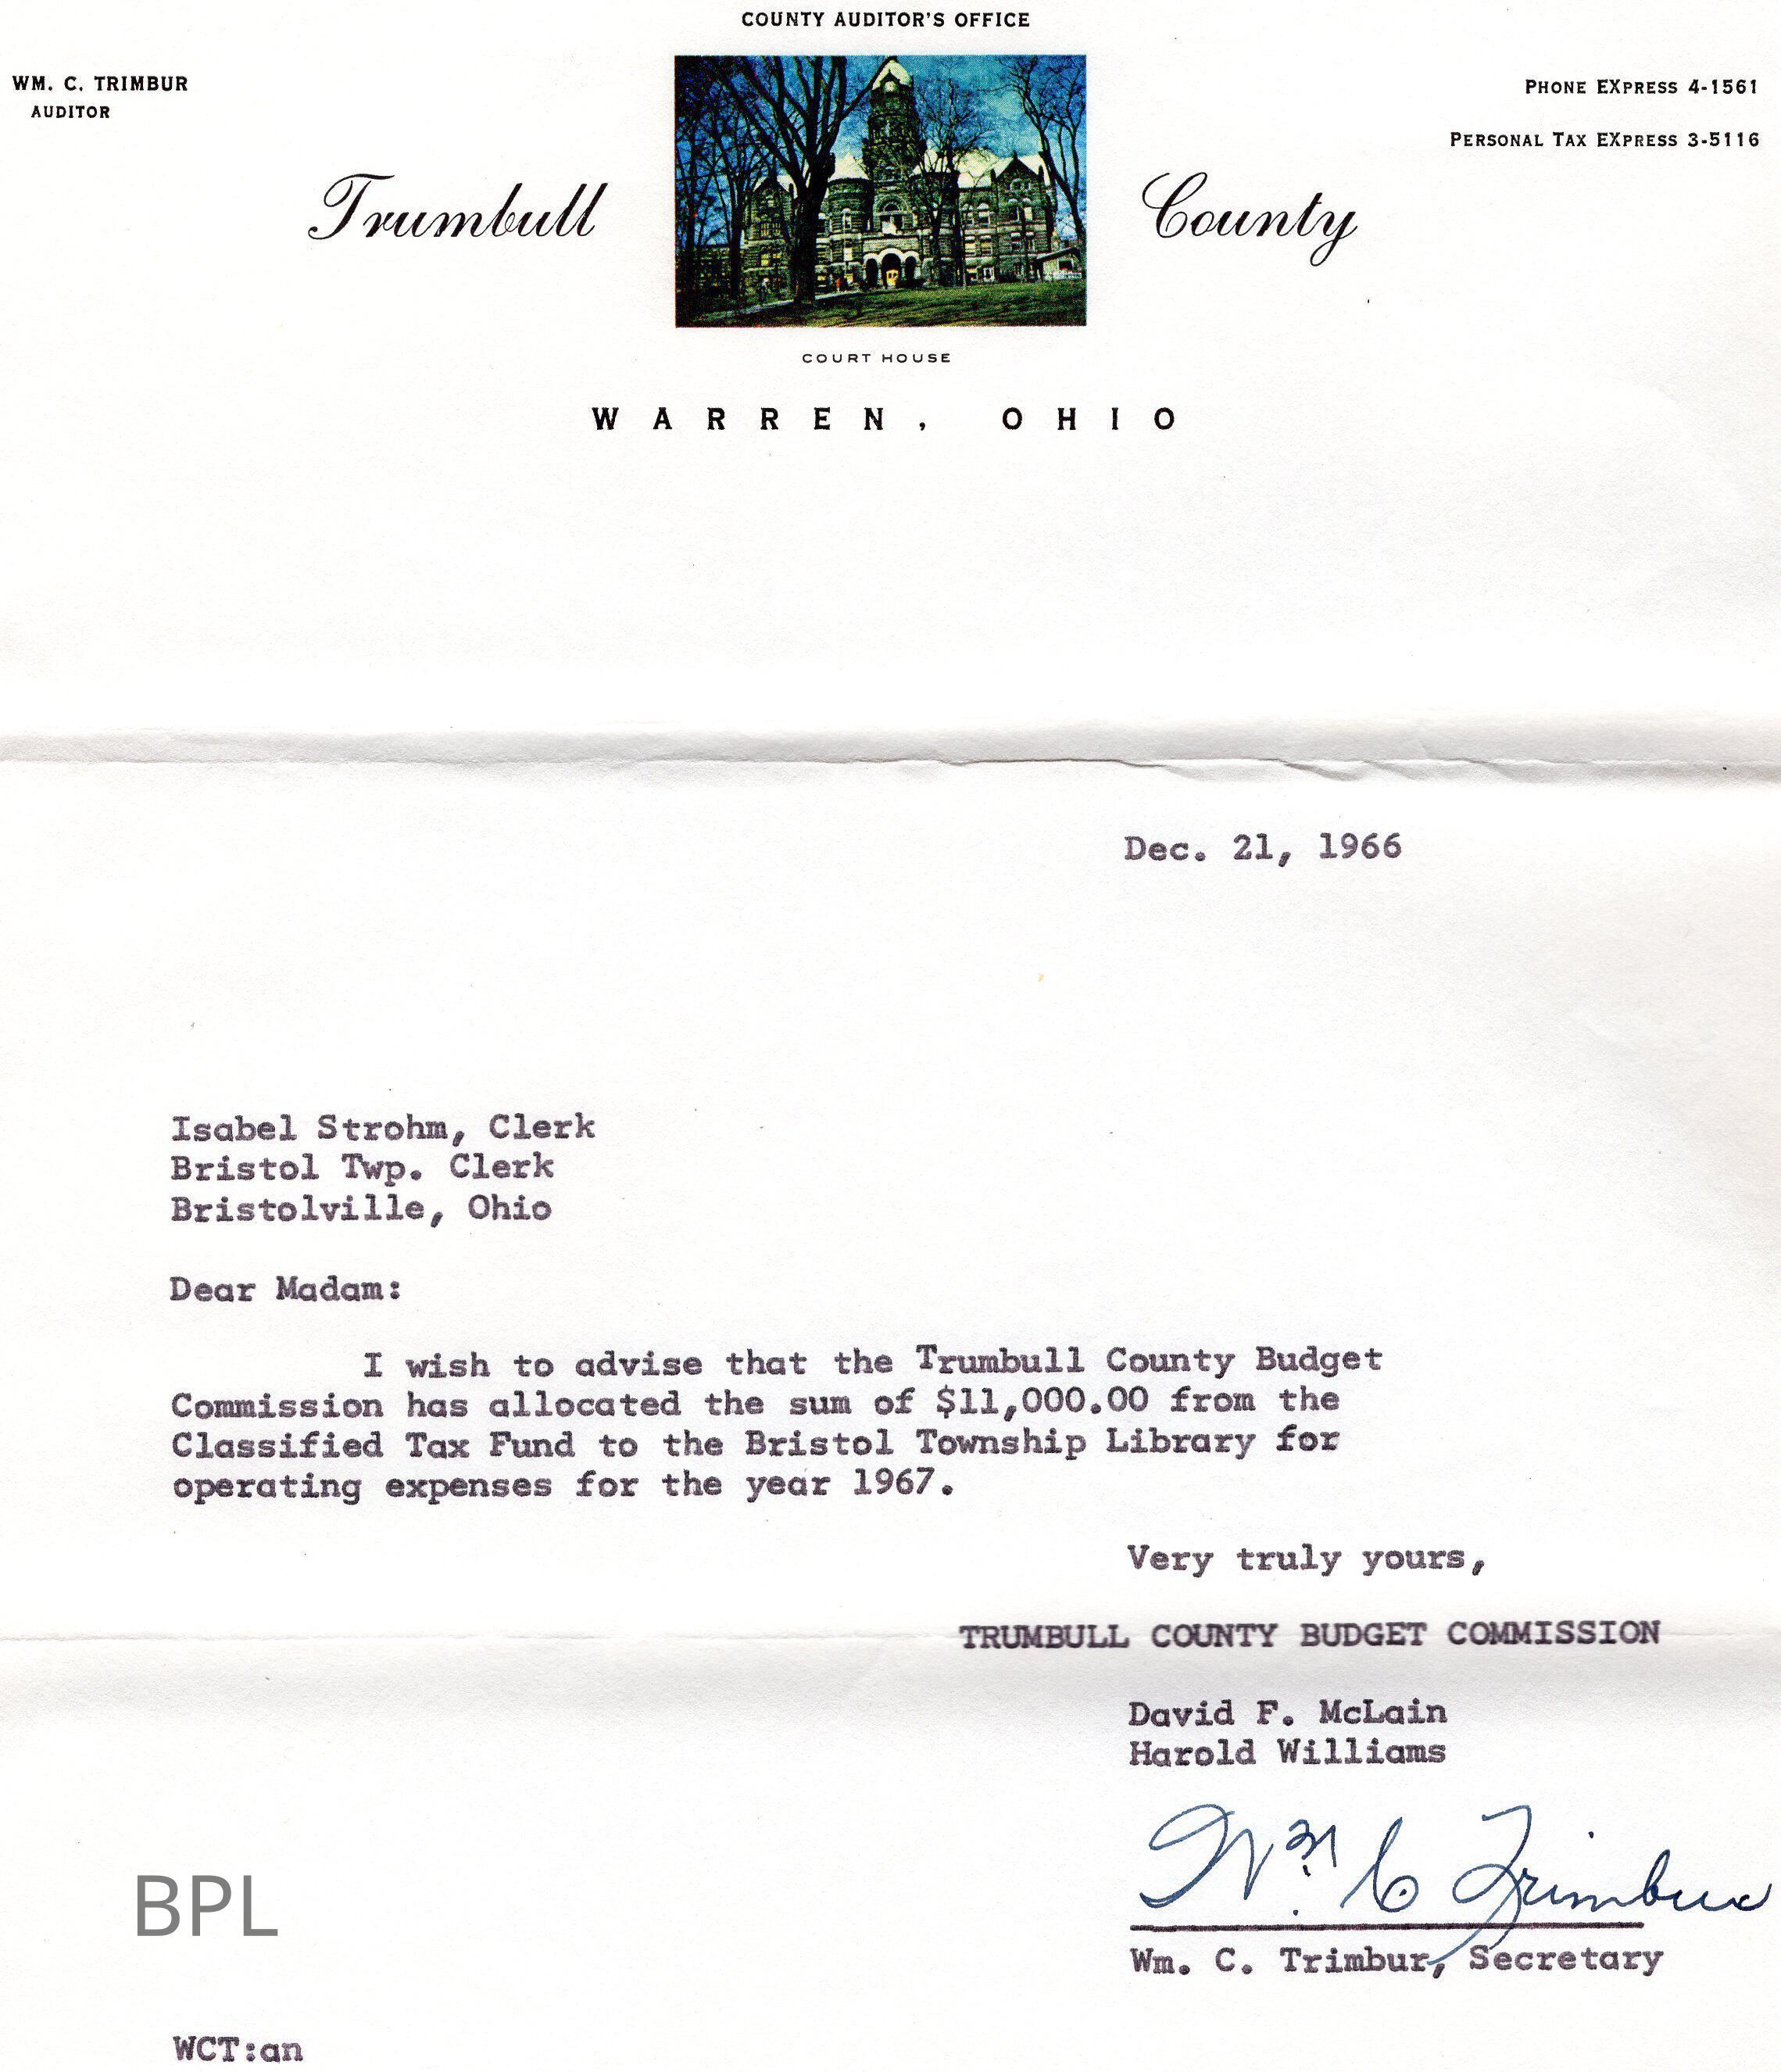 COUNTY AUDITOR'S OFFICE
WM. C. TRIMBUR
AUDITOR
PHONE EXPRESS 4-1561
PERSONAL TAX EXPRESS 3-5116
Trumbull County
COURT HOUSE
WARREN, OHIO
Dec. 21, 1966
Isabel Strohm, Clerk
Bristol Twp. Clerk
Bristolville, Ohio
Dear Madam:
I wish to advise that the Trumbull County Budget
Commission has allocated the sum of $11,000.00 from the
Classified Tax Fund to the Bristol Township Library for
operating expenses for the year 1967.
Very truly yours,
TRUMBULL COUNTY BUDGET COMMISSION
David F. McLain
Harold Williams
Wm. C Trimbur
Wm. C. Trimbur, Secretary
BPL
WCT:an